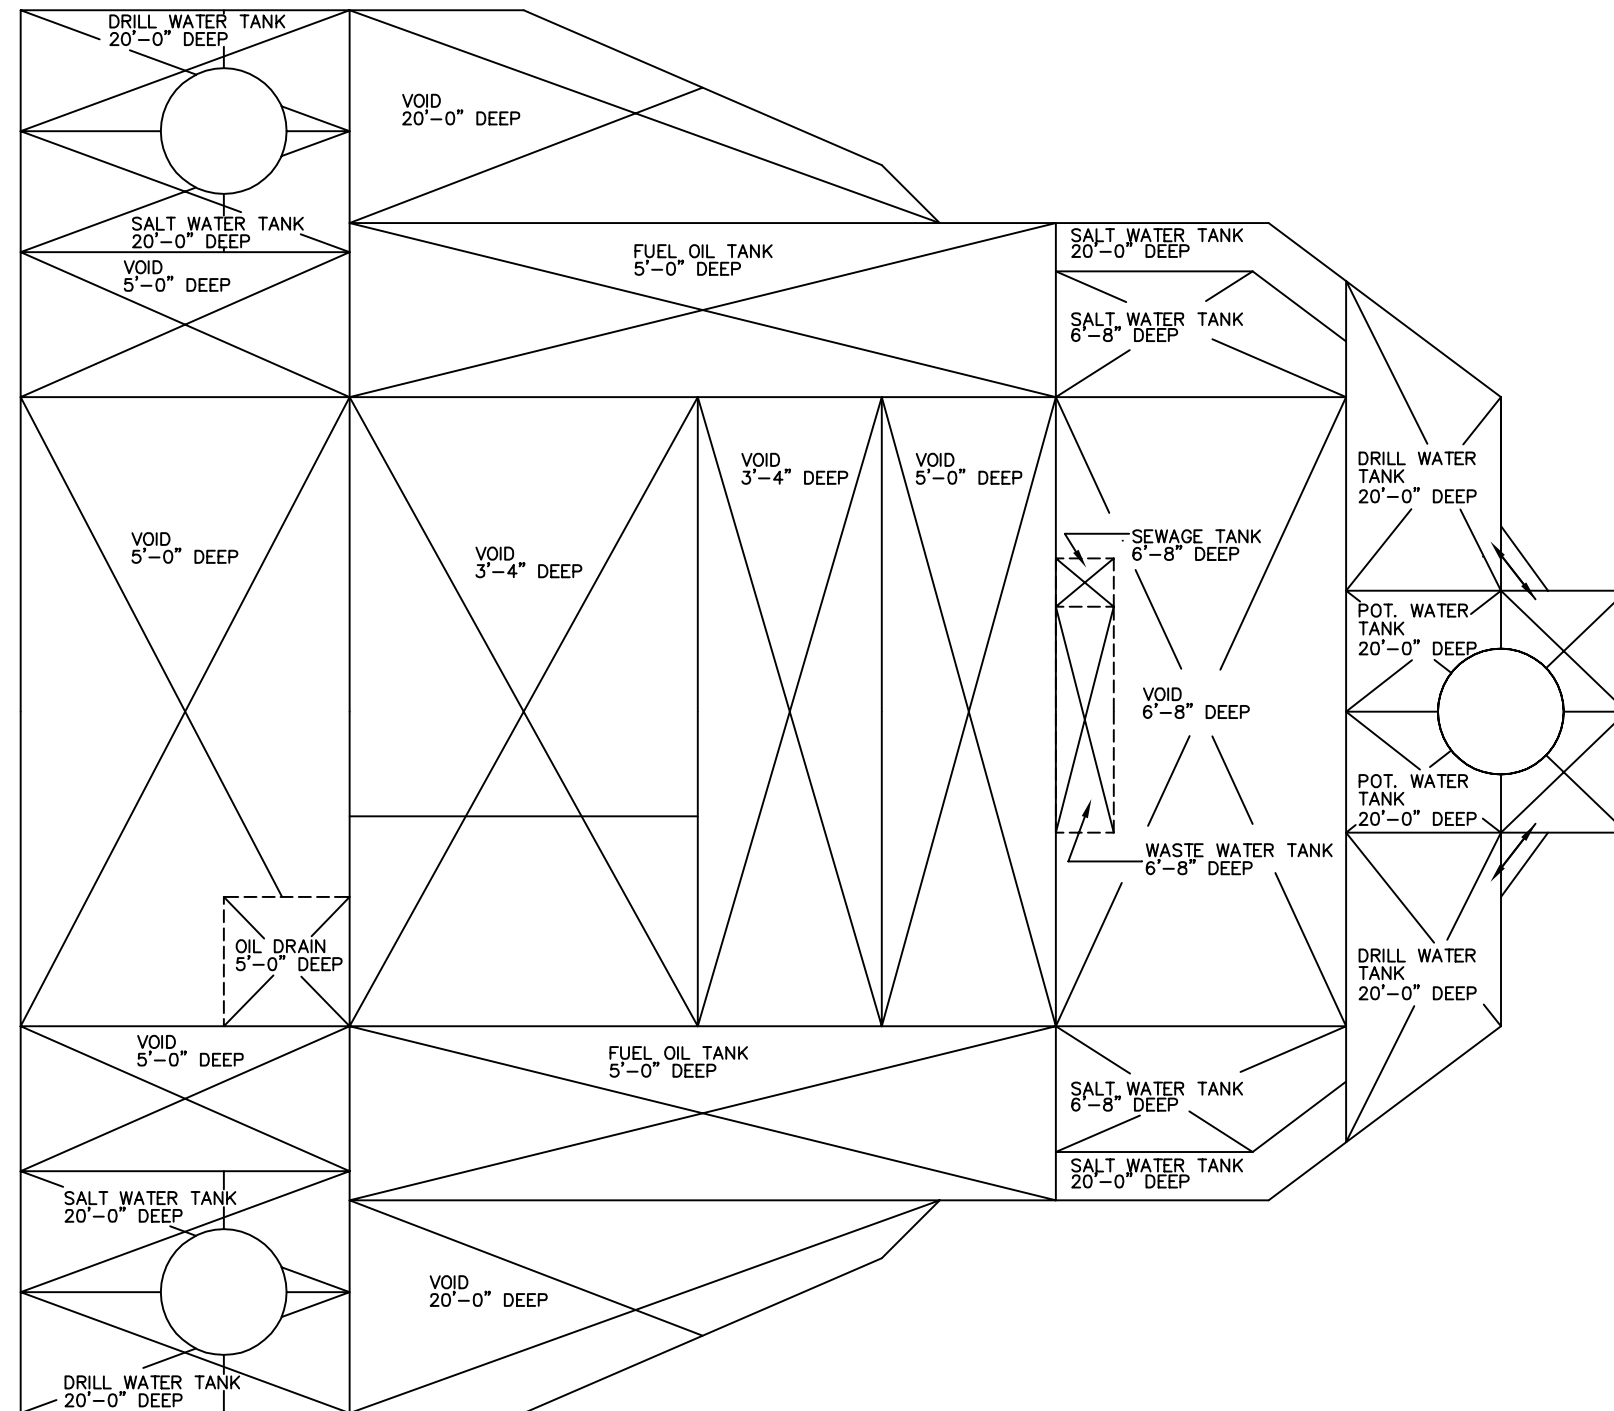 DRILL WATER TANK
20'-0" DEEP
VOID
20'-0" DEEP
SALT WATER TANK
20'-0" DEEP
VOID
5'-0" DEEP
FUEL OIL TANK
5'-0" DEEP
SALT WATER TANK
20'-0" DEEP
SALT WATER TANK
6'-8" DEEP
VOID
5'-0" DEEP
VOID
3'-4" DEEP
VOID
3'-4" DEEP
VOID
5'-0" DEEP
SEWAGE TANK
6'-8" DEEP
DRILL WATER
TANK
20'-0" DEEP
POT. WATER
TANK
20'-0" DEEP
VOID
6'-8" DEEP
POT. WATER
TANK
20'-0" DEEP
WASTE WATER TANK
6'-8" DEEP
OIL DRAIN
5'-0" DEEP
DRILL WATER
TANK
20'-0" DEEP
VOID
5'-0" DEEP
FUEL OIL TANK
5'-0" DEEP
SALT WATER TANK
6'-8" DEEP
SALT WATER TANK
20'-0" DEEP
SALT WATER TANK
20'-0" DEEP
VOID
20'-0" DEEP
DRILL WATER TANK
20'-0" DEEP